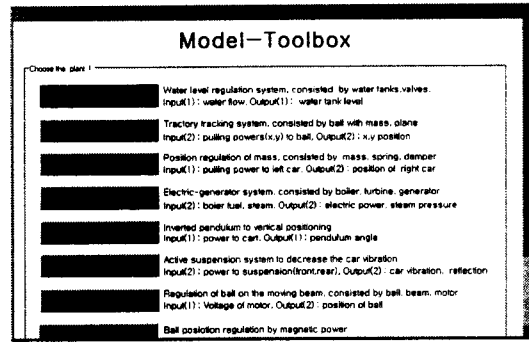 Model-Toolbox
Choose the plant !
Water level regulation system, consisted by water tanks,valves.
Input(1) : water flow, Output(1) : water tank level
Tractory tracking system, consisted by ball with mass, plane
Input(2) : pulling powers(x,y) to ball, Output(2) : x,y position
Position regulation of mass, consisted by mass, spring, damper
Input(1) : pulling power to left car, Output(2) : position of right car
Electric-generator system, consisted by boiler, turbine, generator
Input(2) : boier fuel, steam, Output(2) : electric power, steam pressure
Inverted pendulum to vertical positioning
Input(1) : power to cart, Output(1) : pendulum angle
Active suspension system to decrease the car vibration
Input(2) : power to suspension(front,rear), Output(2) : car vibration, reflection
Regulation of ball on the moving beam, consisted by ball, beam, motor
Input(1) : Voltage of motor, Output(2) : position of ball
Ball posiotion regulation by magnetic power